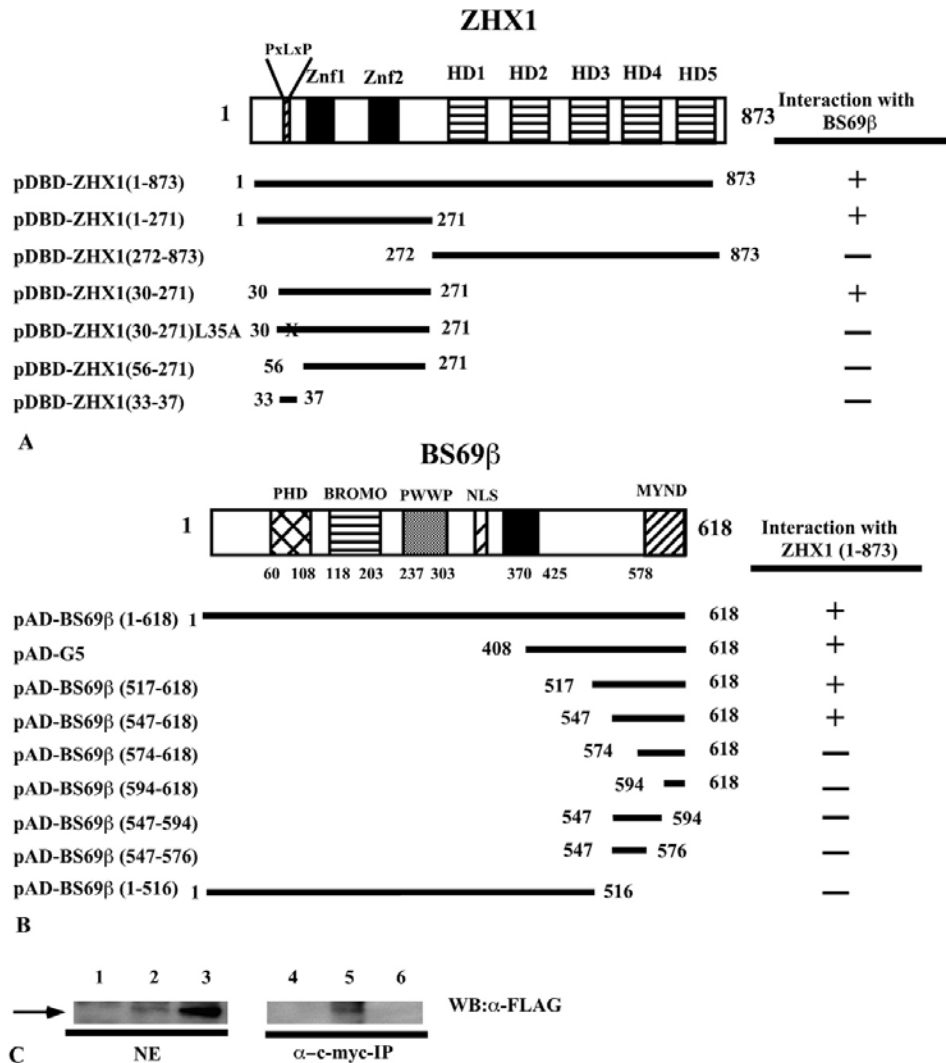 ZHX1
PxLxP
Znf1 Znf2 HD1 HD2 HD3 HD4 HD5
1 873
Interaction with
BS69β
pDBD-ZHX1(1-873) 1 873 +
pDBD-ZHX1(1-271) 1 271 +
pDBD-ZHX1(272-873) 272 873 —
pDBD-ZHX1(30-271) 30 271 +
pDBD-ZHX1(30-271)L35A 30 X 271 —
pDBD-ZHX1(56-271) 56 271 —
pDBD-ZHX1(33-37) 33 37 —
A
BS69β
PHD BROMO PWWP NLS MYND
1 618
Interaction with
ZHX1 (1-873)
60 108 118 203 237 303 370 425 578
pAD-BS69β (1-618) 1 618 +
pAD-G5 408 618 +
pAD-BS69β (517-618) 517 618 +
pAD-BS69β (547-618) 547 618 +
pAD-BS69β (574-618) 574 618 —
pAD-BS69β (594-618) 594 618 —
pAD-BS69β (547-594) 547 594 —
pAD-BS69β (547-576) 547 576 —
pAD-BS69β (1-516) 1 516 —
B
1 2 3 4 5 6
WB:α-FLAG
NE α-c-myc-IP
C